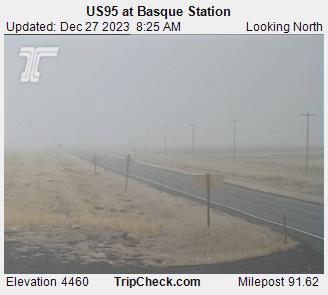 US95 at Basque Station
Updated: Dec 27 2023 8:25 AM Looking North
Elevation 4460 TripCheck.com Milepost 91.62